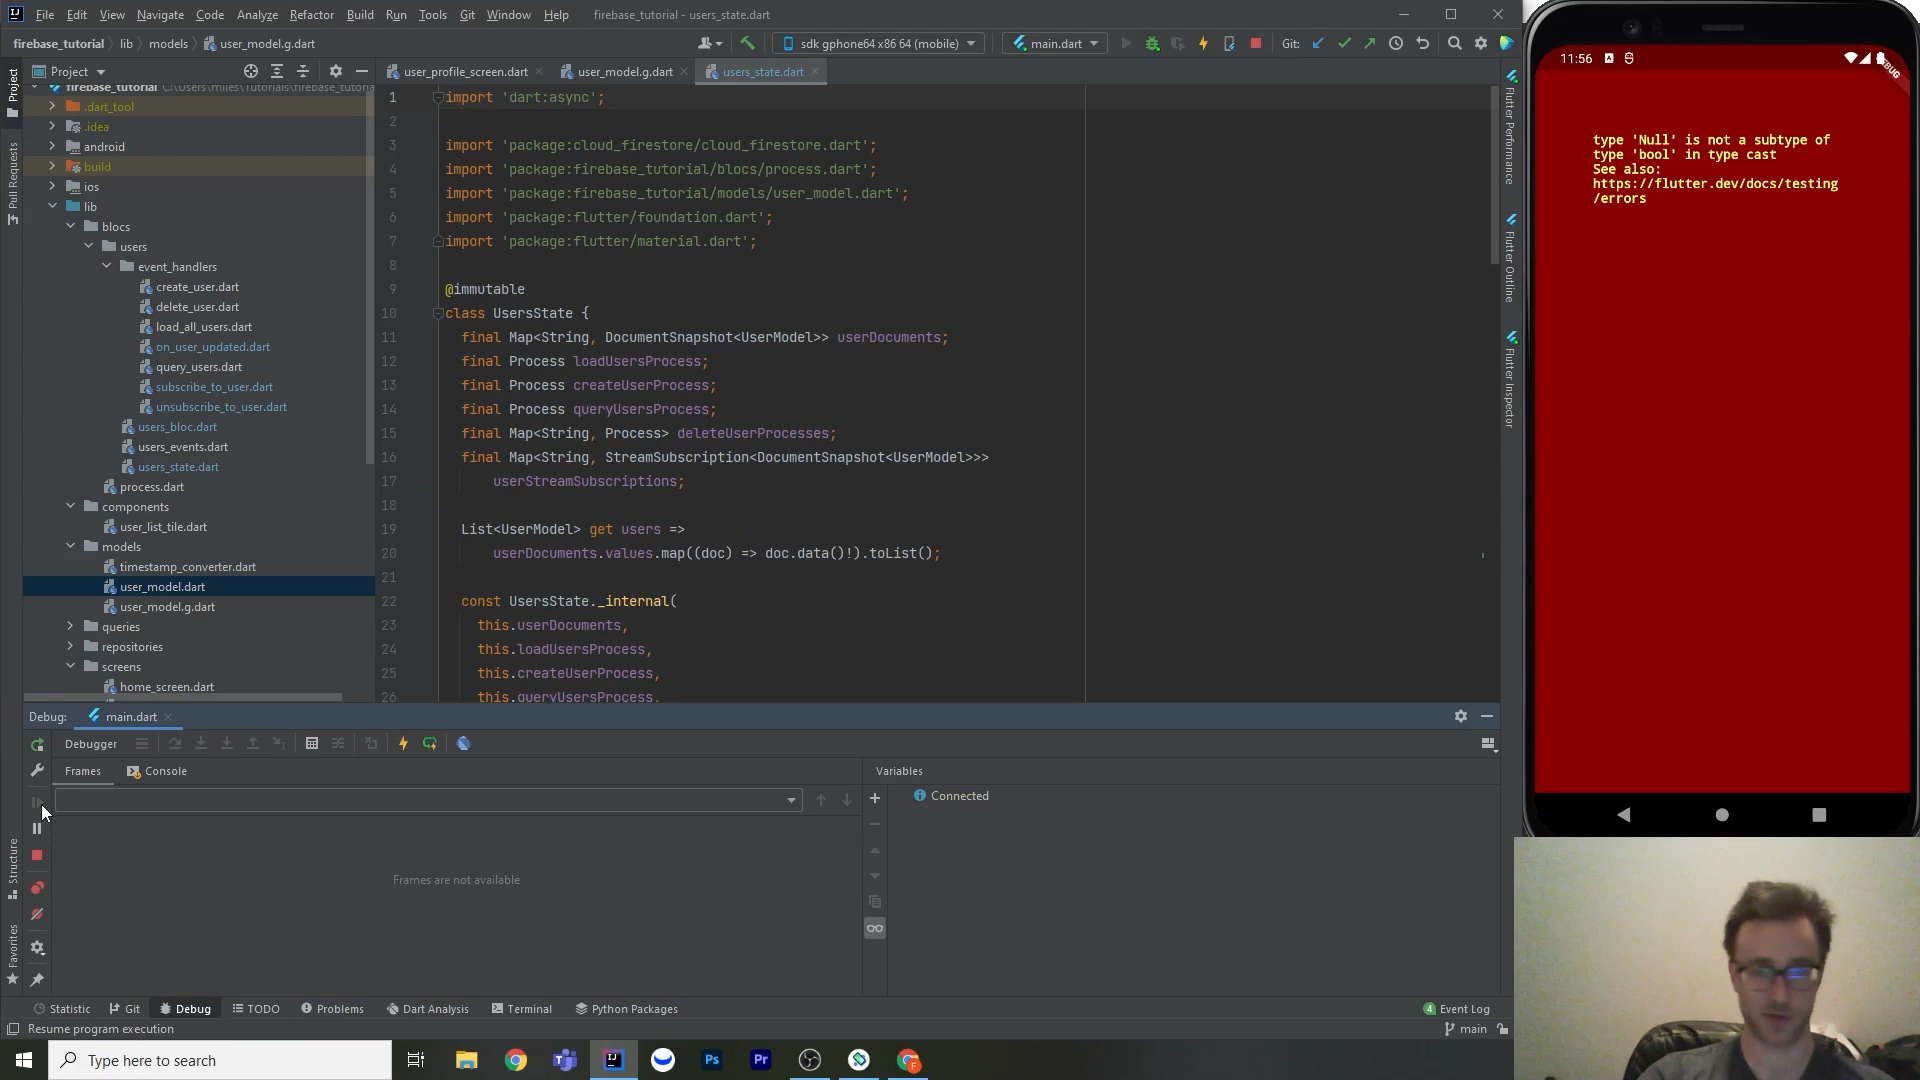 File Edit View Navigate Code Analyze Refactor Build Run Tools Git Window Help firebase_tutorial - users_state.dart
firebase_tutorial lib models user_model.g.dart
sdk gphone64 x86 64 (mobile) main.dart Git:
Project
user_profile_screen.dart user_model.g.dart users_state.dart
firebase_tutorial C:\Users\miles\Tutorials\firebase_tutoria
.dart_tool
.idea
android
build
ios
lib
blocs
users
event_handlers
create_user.dart
delete_user.dart
load_all_users.dart
on_user_updated.dart
query_users.dart
subscribe_to_user.dart
unsubscribe_to_user.dart
users_bloc.dart
users_events.dart
users_state.dart
process.dart
components
user_list_tile.dart
models
timestamp_converter.dart
user_model.dart
user_model.g.dart
queries
repositories
screens
home_screen.dart
Project
Pull Requests
Structure
Favorites
1 import 'dart:async';
2
3 import 'package:cloud_firestore/cloud_firestore.dart';
4 import 'package:firebase_tutorial/blocs/process.dart';
5 import 'package:firebase_tutorial/models/user_model.dart';
6 import 'package:flutter/foundation.dart';
7 import 'package:flutter/material.dart';
8
9 @immutable
10 class UsersState {
11 final Map<String, DocumentSnapshot<UserModel>> userDocuments;
12 final Process loadUsersProcess;
13 final Process createUserProcess;
14 final Process queryUsersProcess;
15 final Map<String, Process> deleteUserProcesses;
16 final Map<String, StreamSubscription<DocumentSnapshot<UserModel>>>
17 userStreamSubscriptions;
18
19 List<UserModel> get users =>
20 userDocuments.values.map((doc) => doc.data()!).toList();
21
22 const UsersState._internal(
23 this.userDocuments,
24 this.loadUsersProcess,
25 this.createUserProcess,
26 this.queryUsersProcess,
Flutter Performance
Flutter Outline
Flutter Inspector
Debug: main.dart
Debugger
Frames Console
Variables
Connected
Frames are not available
Statistic Git Debug TODO Problems Dart Analysis Terminal Python Packages 4 Event Log
Resume program execution main
Type here to search
11:56
DEBUG
type 'Null' is not a subtype of
type 'bool' in type cast
See also:
https://flutter.dev/docs/testing
/errors